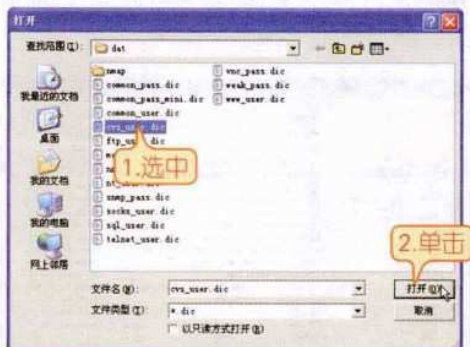 打开
查找范围(I):
dat
我最近的文档
桌面
我的文档
我的电脑
网上邻居
nmap
common_pass.dic
common_pass_mini.dic
common_user.dic
cvs_user.dic
ftp_user.dic
nt_user.dic
snmp_pass.dic
socks_user.dic
sql_user.dic
telnet_user.dic
vnc_pass.dic
weak_pass.dic
www_user.dic
1.选中
2.单击
文件名(N):
cvs_user.dic
打开(O)
文件类型(T):
*.dic
取消
以只读方式打开(R)